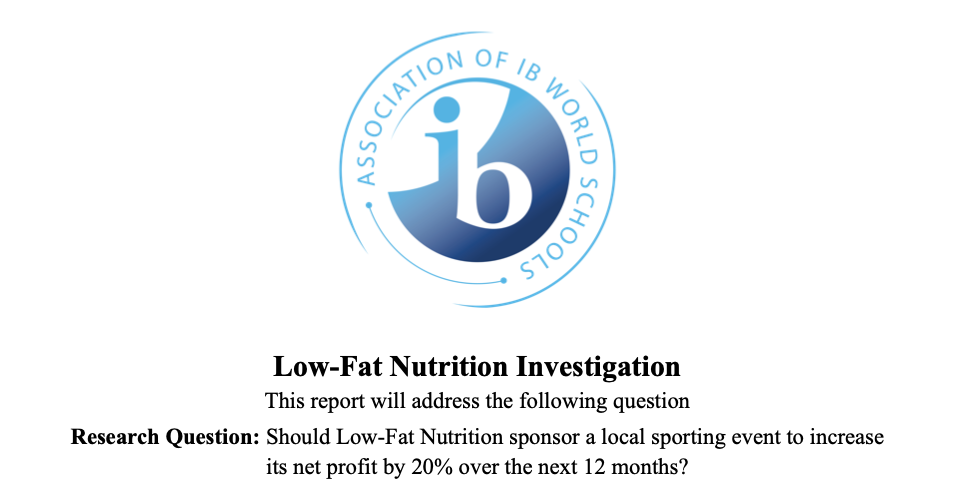 ASSOCIATION OF IB WORLD SCHOOLS
ib
Low-Fat Nutrition Investigation
This report will address the following question
Research Question: Should Low-Fat Nutrition sponsor a local sporting event to increase
its net profit by 20% over the next 12 months?